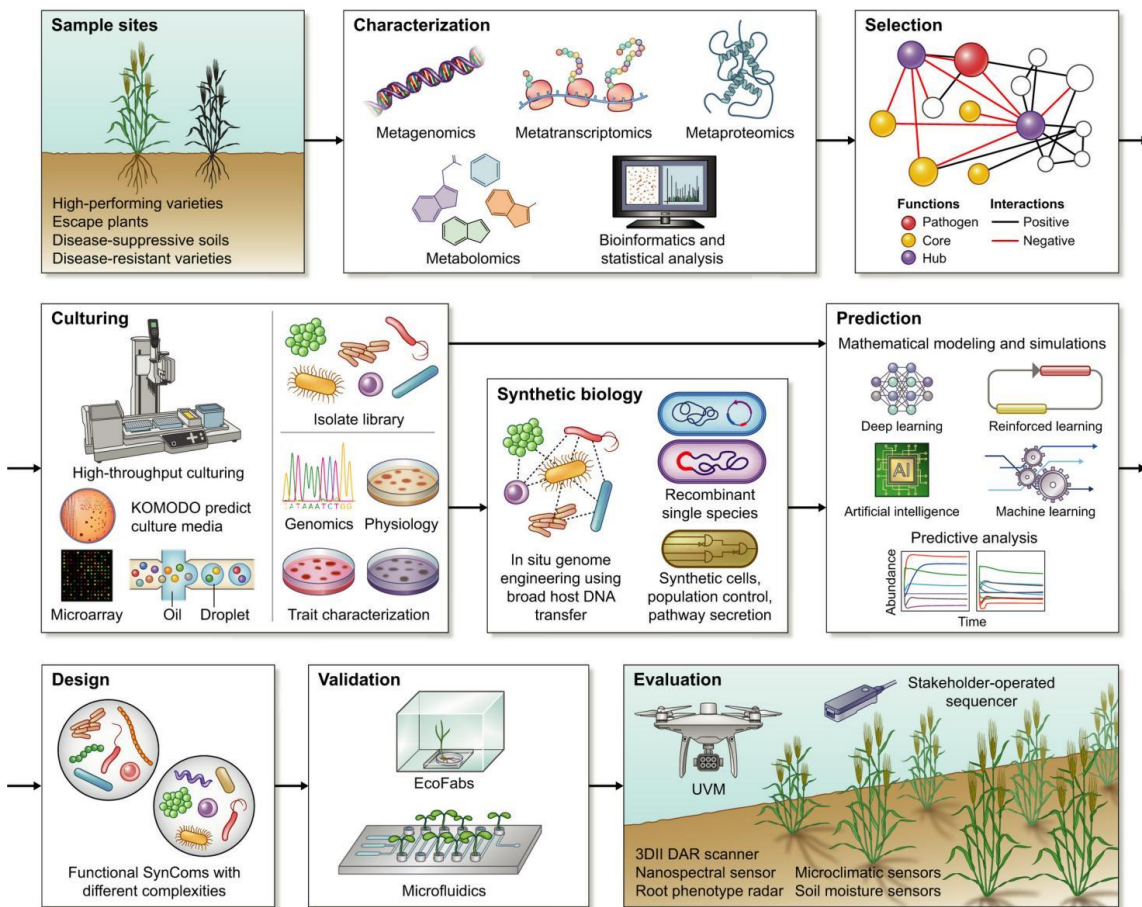 Sample sites
High-performing varieties
Escape plants
Disease-suppressive soils
Disease-resistant varieties
Characterization
Metagenomics
Metatranscriptomics
Metaproteomics
Metabolomics
Bioinformatics and
statistical analysis
Selection
Functions
Pathogen
Core
Hub
Interactions
Positive
Negative
Culturing
High-throughput culturing
KOMODO predict
culture media
Microarray
Oil
Droplet
Isolate library
CATAAATCTGG
Genomics
Physiology
Trait characterization
Synthetic biology
In situ genome
engineering using
broad host DNA
transfer
Recombinant
single species
Synthetic cells,
population control,
pathway secretion
Prediction
Mathematical modeling and simulations
Deep learning
Reinforced learning
AI
Artificial intelligence
Machine learning
Predictive analysis
Abundance
Time
Design
Functional SynComs with
different complexities
Validation
EcoFabs
Microfluidics
Evaluation
UVM
Stakeholder-operated
sequencer
3DII DAR scanner
Nanospectral sensor
Root phenotype radar
Microclimatic sensors
Soil moisture sensors